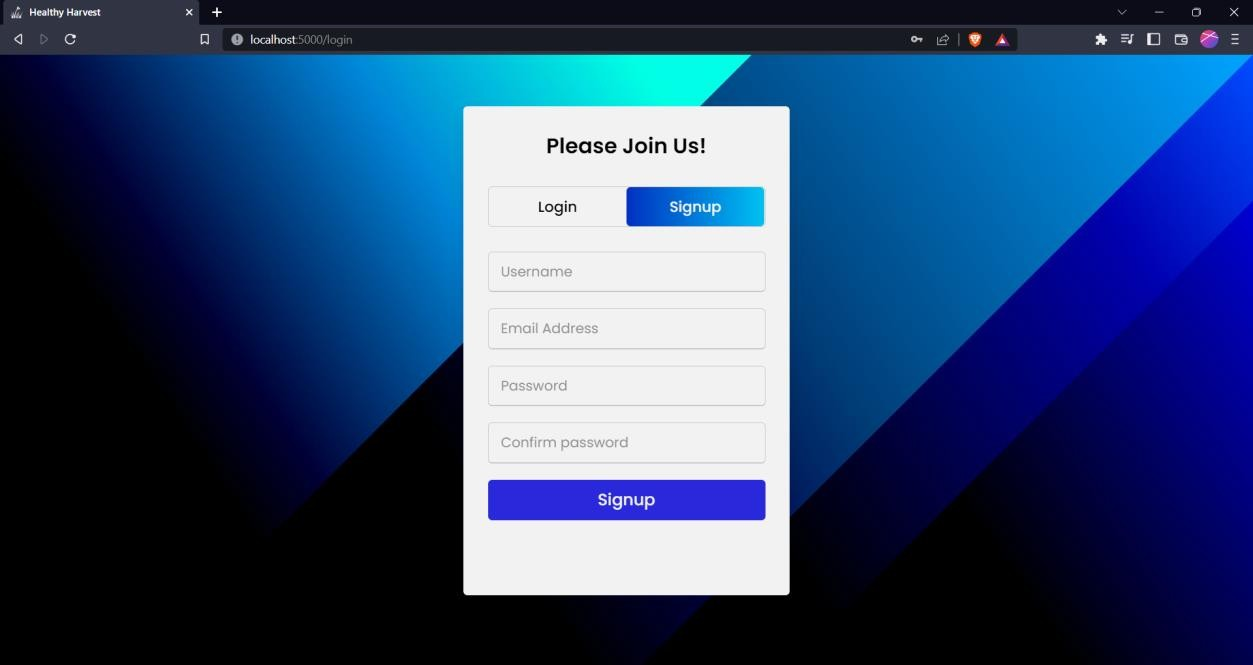 Healthy Harvest
localhost:5000/login
Please Join Us!
Login Signup
Username
Email Address
Password
Confirm password
Signup